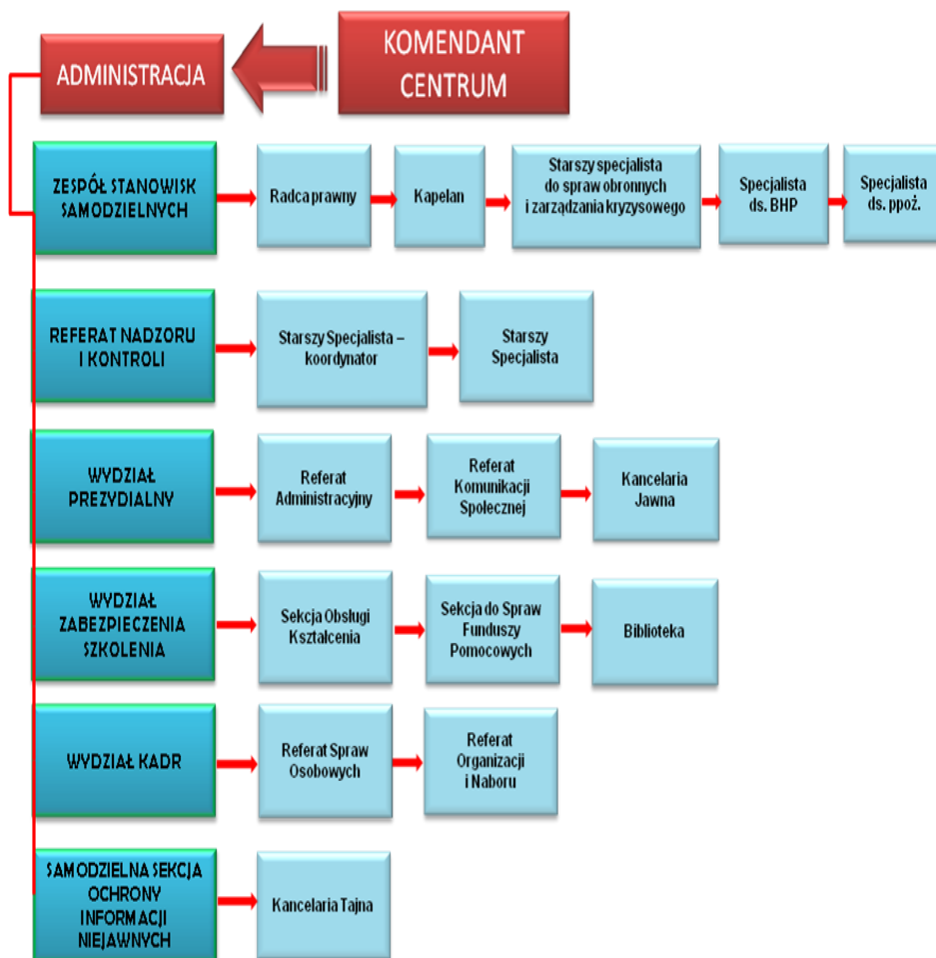 ADMINISTRACJA
KOMENDANT
CENTRUM
ZESPÓŁ STANOWISK
SAMODZIELNYCH
Radca prawny
Kapelan
Starszy specjalista
do spraw obronnych
i zarządzania kryzysowego
Specjalista
ds. BHP
Specjalista
ds. ppoż.
REFERAT NADZORU
I KONTROLI
Starszy Specjalista –
koordynator
Starszy
Specjalista
WYDZIAŁ
PREZYDIALNY
Referat
Administracyjny
Referat
Komunikacji
Społecznej
Kancelaria
Jawna
WYDZIAŁ
ZABEZPIECZENIA
SZKOLENIA
Sekcja Obsługi
Kształcenia
Sekcja do Spraw
Funduszy
Pomocowych
Biblioteka
WYDZIAŁ KADR
Referat Spraw
Osobowych
Referat
Organizacji
i Naboru
SAMODZIELNA SEKCJA
OCHRONY
INFORMACJI
NIEJAWNYCH
Kancelaria Tajna